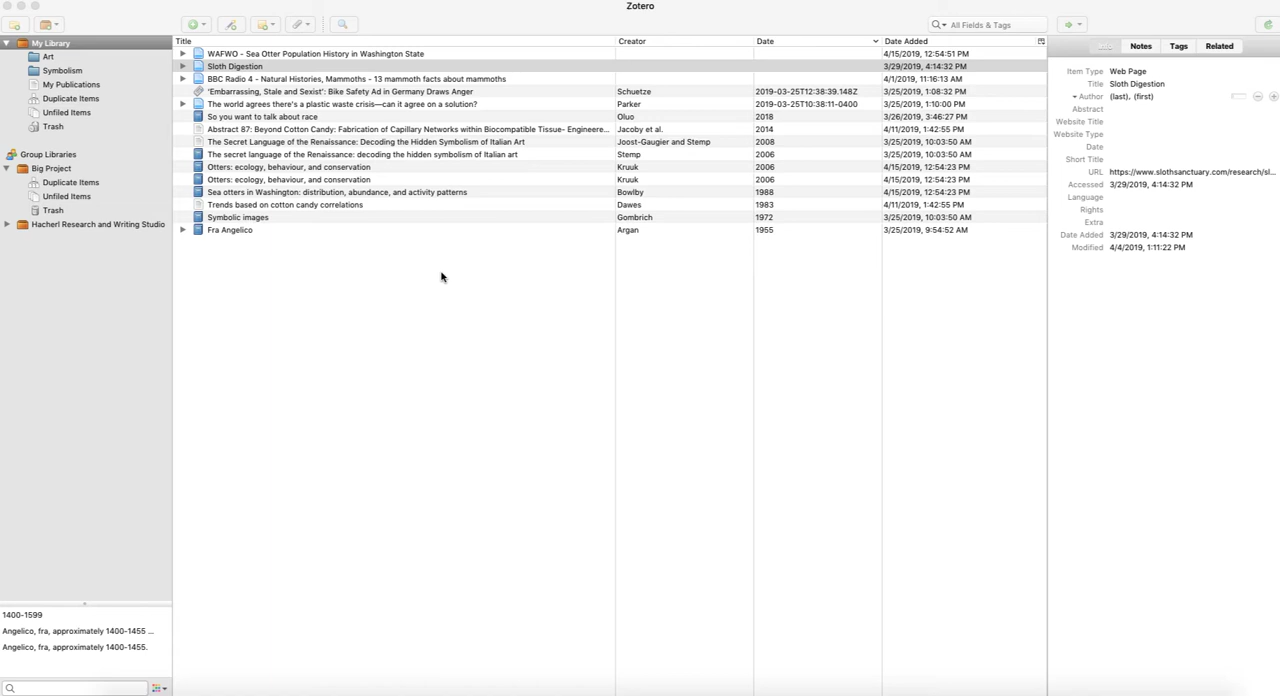 Zotero
All Fields & Tags
My Library
Art
Symbolism
My Publications
Duplicate Items
Unfiled Items
Trash
Group Libraries
Big Project
Duplicate Items
Unfiled Items
Trash
Hacherl Research and Writing Studio
1400-1599
Angelico, fra, approximately 1400-1455 ...
Angelico, fra, approximately 1400-1455.
Title Creator Date Date Added
WAFWO - Sea Otter Population History in Washington State 4/15/2019, 12:54:51 PM
Sloth Digestion 3/29/2019, 4:14:32 PM
BBC Radio 4 - Natural Histories, Mammoths - 13 mammoth facts about mammoths 4/1/2019, 11:16:13 AM
'Embarrassing, Stale and Sexist': Bike Safety Ad in Germany Draws Anger Schuetze 2019-03-25T12:38:39.148Z 3/25/2019, 1:08:32 PM
The world agrees there's a plastic waste crisis—can it agree on a solution? Parker 2019-03-25T10:38:11-0400 3/25/2019, 1:10:00 PM
So you want to talk about race Oluo 2018 3/26/2019, 3:46:27 PM
Abstract 87: Beyond Cotton Candy: Fabrication of Capillary Networks within Biocompatible Tissue- Engineere... Jacoby et al. 2014 4/11/2019, 1:42:55 PM
The Secret Language of the Renaissance: Decoding the Hidden Symbolism of Italian Art Joost-Gaugier and Stemp 2008 3/25/2019, 10:03:50 AM
The secret language of the Renaissance: decoding the hidden symbolism of Italian art Stemp 2006 3/25/2019, 10:03:50 AM
Otters: ecology, behaviour, and conservation Kruuk 2006 4/15/2019, 12:54:23 PM
Otters: ecology, behaviour, and conservation Kruuk 2006 4/15/2019, 12:54:23 PM
Sea otters in Washington: distribution, abundance, and activity patterns Bowlby 1988 4/15/2019, 12:54:23 PM
Trends based on cotton candy correlations Dawes 1983 4/11/2019, 1:42:55 PM
Symbolic images Gombrich 1972 3/25/2019, 10:03:50 AM
Fra Angelico Argan 1955 3/25/2019, 9:54:52 AM
Info Notes Tags Related
Item Type Web Page
Title Sloth Digestion
Author (last), (first)
Abstract
Website Title
Website Type
Date
Short Title
URL https://www.slothsanctuary.com/research/sl...
Accessed 3/29/2019, 4:14:32 PM
Language
Rights
Extra
Date Added 3/29/2019, 4:14:32 PM
Modified 4/4/2019, 1:11:22 PM